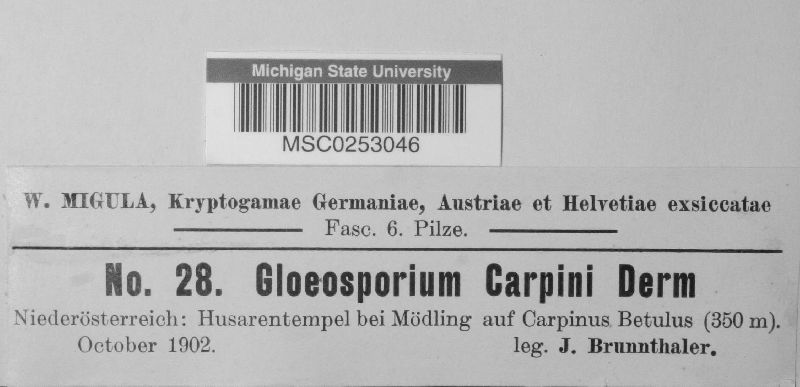 Michigan State University
MSC0253046
W. MIGULA, Kryptogamae Germaniae, Austriae et Helvetiae exsiccatae
Fasc. 6. Pilze.
No. 28. Gloeosporium Carpini Derm
Niederösterreich: Husarentempel bei Mödling auf Carpinus Betulus (350 m).
October 1902. leg. J. Brunnthaler.